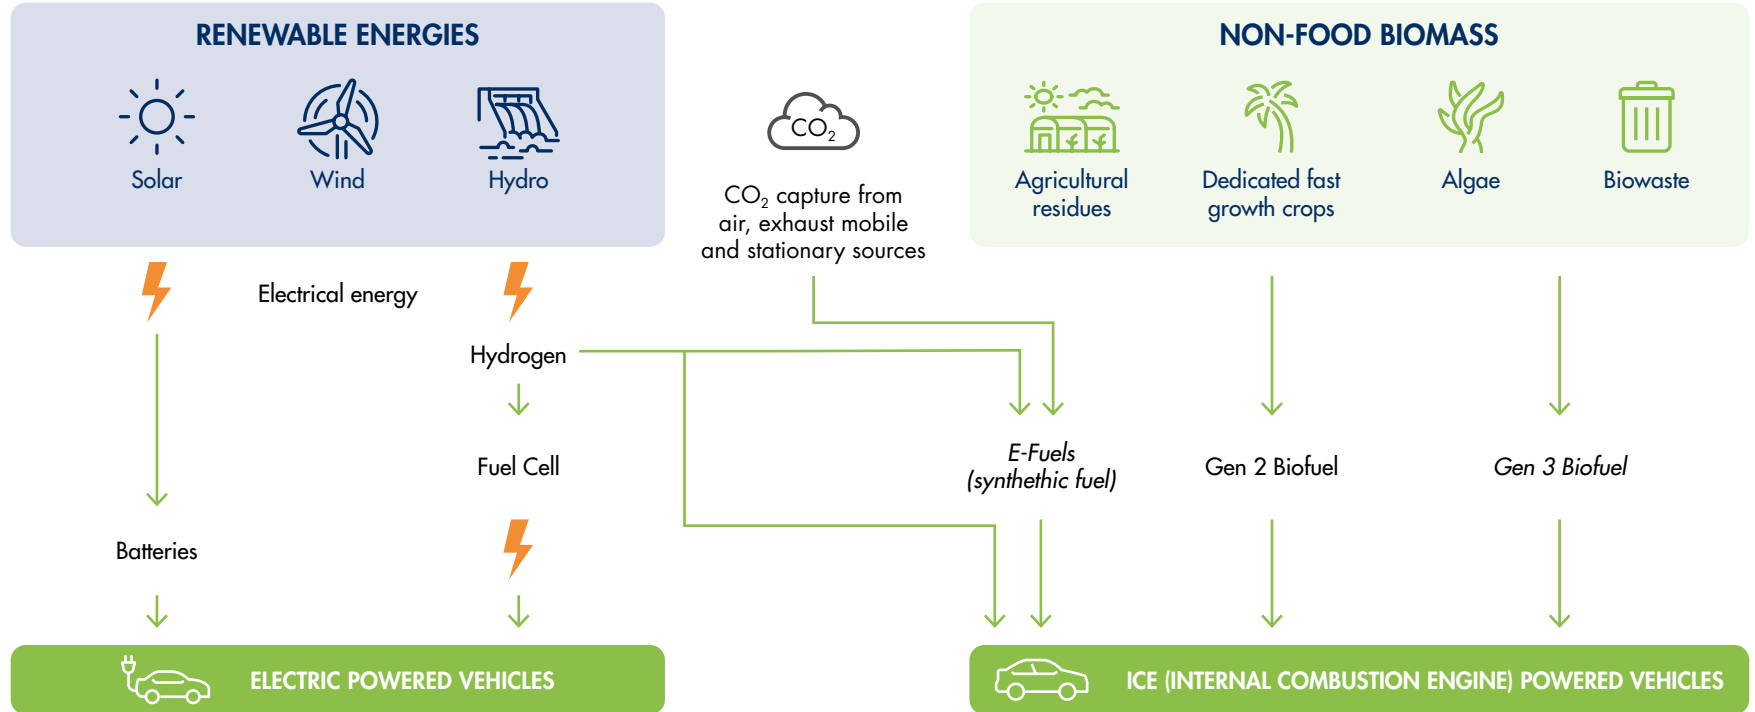 RENEWABLE ENERGIES
Solar
Wind
Hydro
CO₂
CO₂ capture from
air, exhaust mobile
and stationary sources
NON-FOOD BIOMASS
Agricultural
residues
Dedicated fast
growth crops
Algae
Biowaste
Electrical energy
Hydrogen
Fuel Cell
E-Fuels
(synthethic fuel)
Gen 2 Biofuel
Gen 3 Biofuel
Batteries
ELECTRIC POWERED VEHICLES
ICE (INTERNAL COMBUSTION ENGINE) POWERED VEHICLES